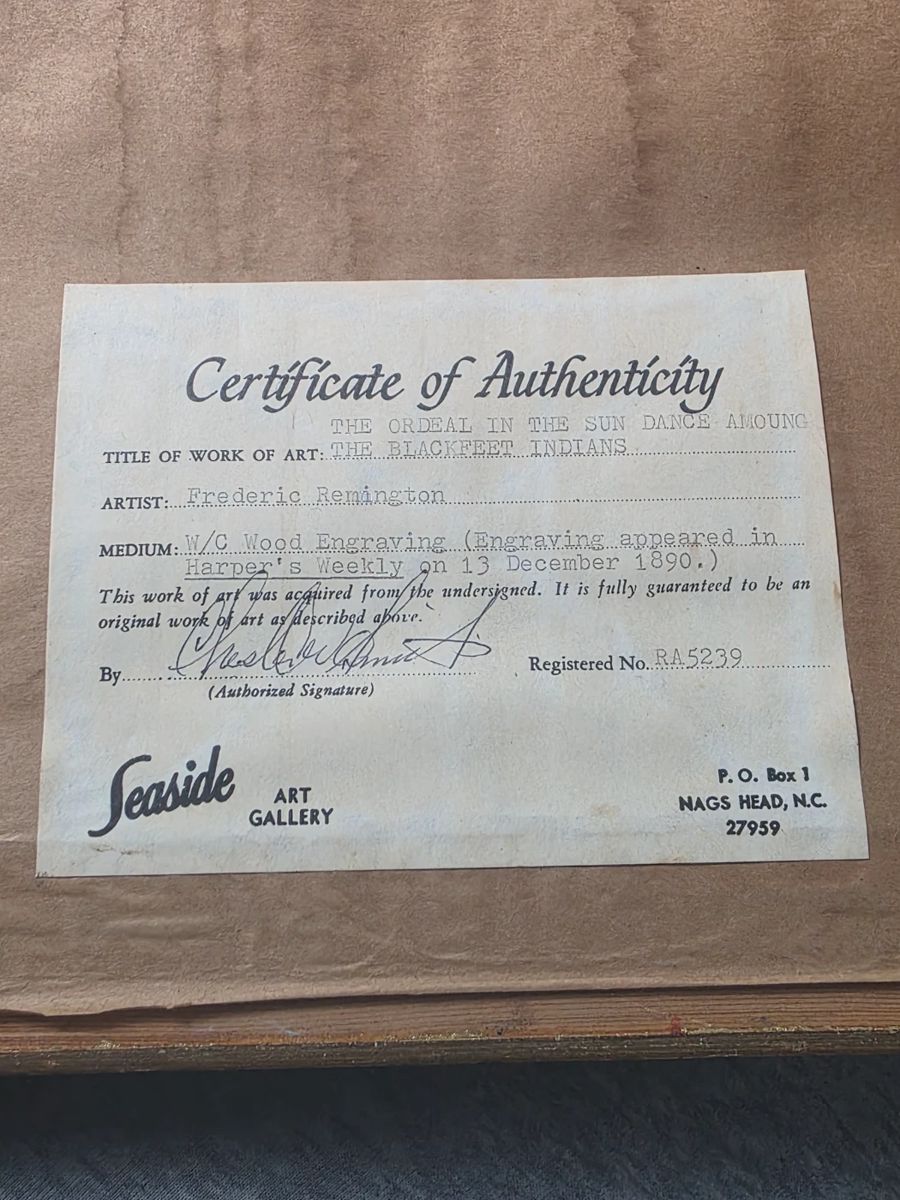 Certificate of Authenticity
THE ORDEAL IN THE SUN DANCE AMOUNG
TITLE OF WORK OF ART: THE BLACKFEET INDIANS
ARTIST: Frederic Remington
MEDIUM: W/C Wood Engraving (Engraving appeared in
Harper's Weekly on 13 December 1890.)
This work of art was acquired from the undersigned. It is fully guaranteed to be an
original work of art as described above.
By
Registered No. RA5239
(Authorized Signature)
Seaside ART GALLERY
P. O. Box 1
NAGS HEAD, N.C.
27959